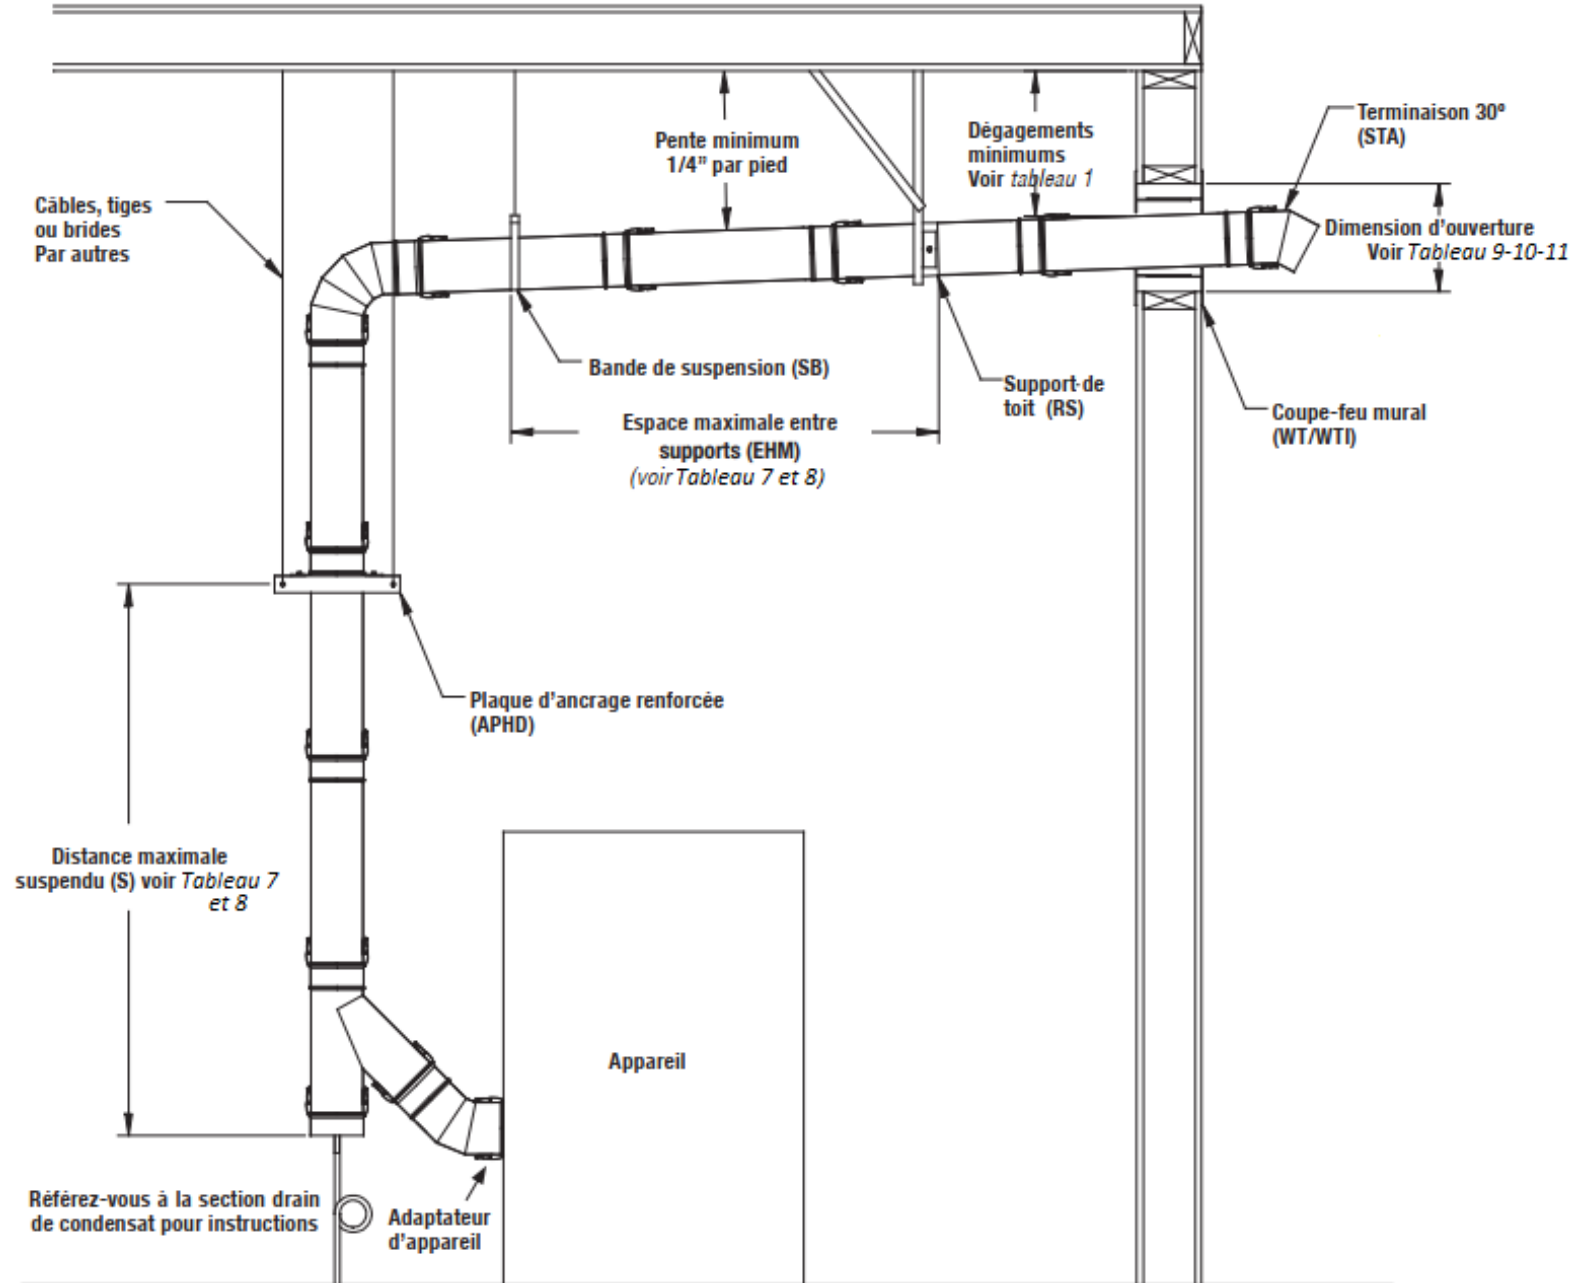 Terminaison 30°
(STA)
Pente minimum
1/4" par pied
Dégagements
minimums
Voir tableau 1
Câbles, tiges
ou brides
Par autres
Dimension d'ouverture
Voir Tableau 9-10-11
Bande de suspension (SB)
Support de
toit (RS)
Coupe-feu mural
(WT/WTI)
Espace maximale entre
supports (EHM)
(voir Tableau 7 et 8)
Plaque d'ancrage renforcée
(APHD)
Distance maximale
suspendu (S) voir Tableau 7
et 8
Appareil
Référez-vous à la section drain
de condensat pour instructions
Adaptateur
d'appareil